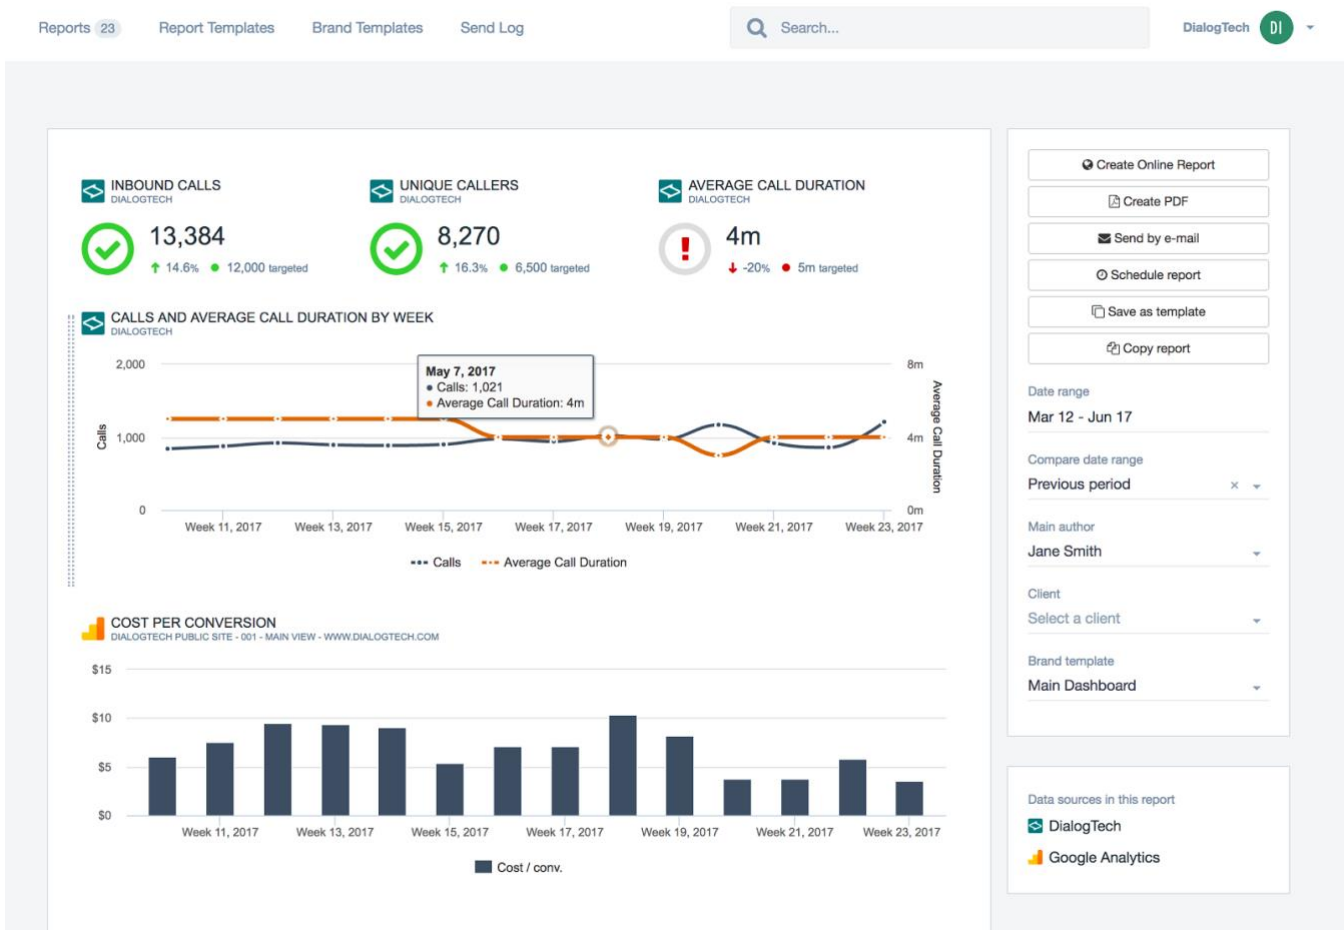 Reports 23 Report Templates Brand Templates Send Log Search... DialogTech DI
INBOUND CALLS
DIALOGTECH
13,384
14.6% 12,000 targeted
UNIQUE CALLERS
DIALOGTECH
8,270
16.3% 6,500 targeted
AVERAGE CALL DURATION
DIALOGTECH
4m
-20% 5m targeted
CALLS AND AVERAGE CALL DURATION BY WEEK
DIALOGTECH
2,000
1,000
0
Calls
May 7, 2017
Calls: 1,021
Average Call Duration: 4m
8m
4m
0m
Average Call Duration
Week 11, 2017 Week 13, 2017 Week 15, 2017 Week 17, 2017 Week 19, 2017 Week 21, 2017 Week 23, 2017
Calls Average Call Duration
COST PER CONVERSION
DIALOGTECH PUBLIC SITE - 001 - MAIN VIEW - WWW.DIALOGTECH.COM
$15
$10
$5
$0
Week 11, 2017 Week 13, 2017 Week 15, 2017 Week 17, 2017 Week 19, 2017 Week 21, 2017 Week 23, 2017
Cost / conv.
Create Online Report
Create PDF
Send by e-mail
Schedule report
Save as template
Copy report
Date range
Mar 12 - Jun 17
Compare date range
Previous period ×
Main author
Jane Smith
Client
Select a client
Brand template
Main Dashboard
Data sources in this report
DialogTech
Google Analytics